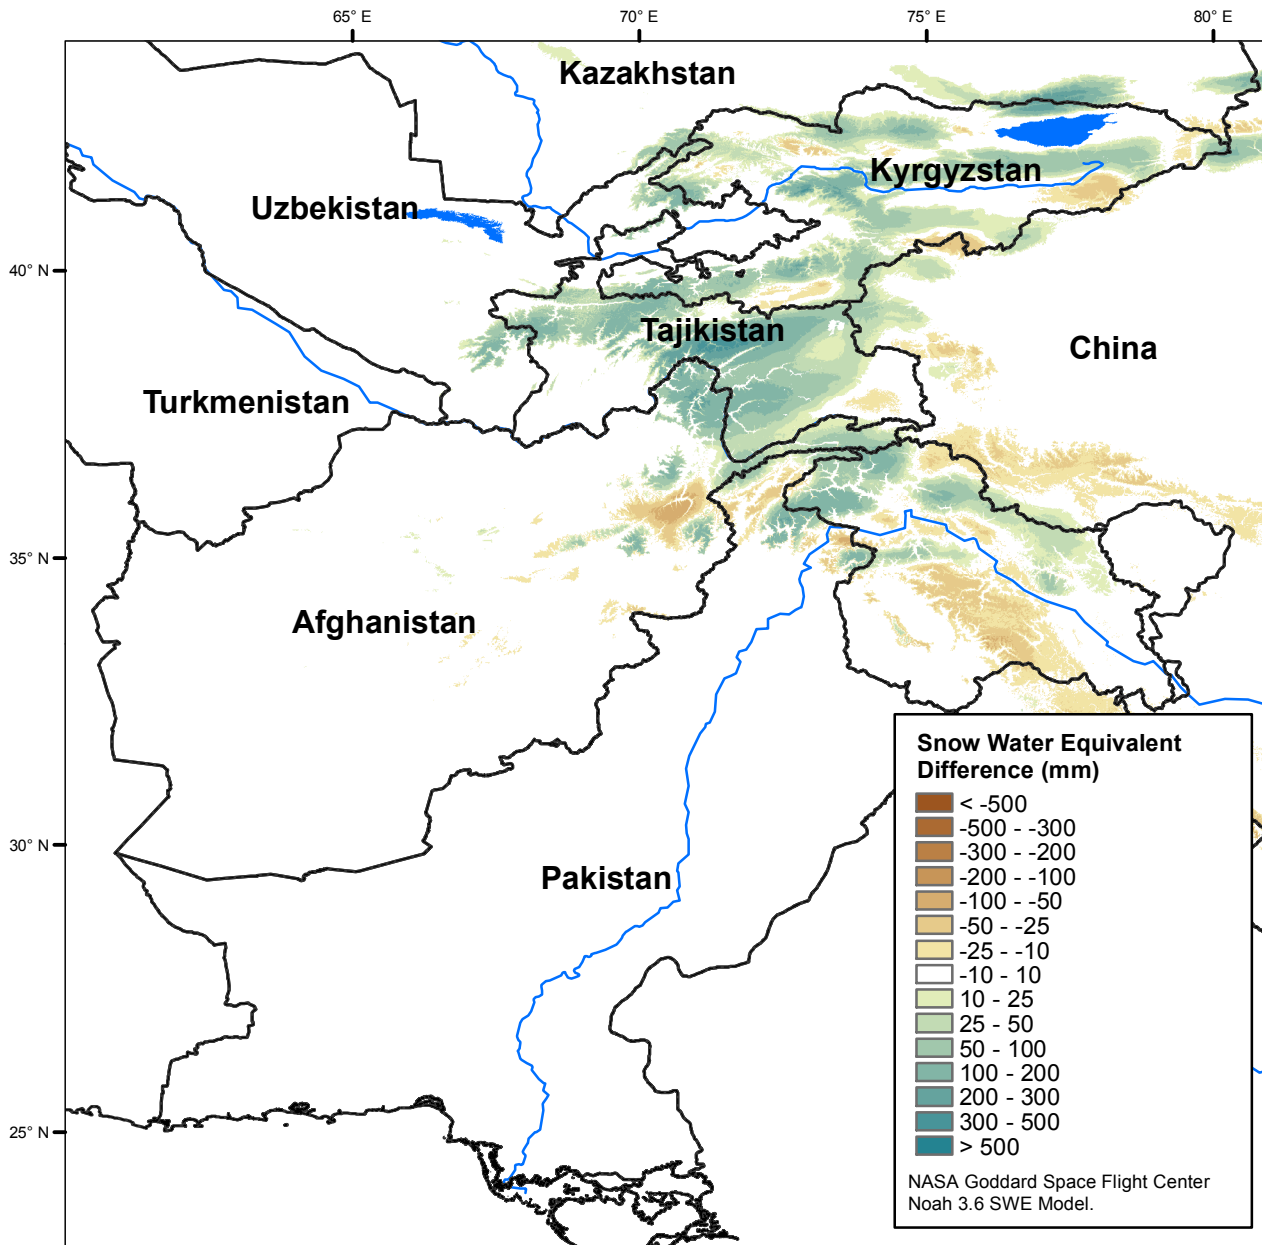 65° E
70° E
75° E
80° E
Kazakhstan
Kyrgyzstan
Uzbekistan
40° N
Tajikistan
China
Turkmenistan
35° N
Afghanistan
30° N
Pakistan
25° N
Snow Water Equivalent
Difference (mm)
< -500
-500 - -300
-300 - -200
-200 - -100
-100 - -50
-50 - -25
-25 - -10
-10 - 10
10 - 25
25 - 50
50 - 100
100 - 200
200 - 300
300 - 500
> 500
NASA Goddard Space Flight Center
Noah 3.6 SWE Model.